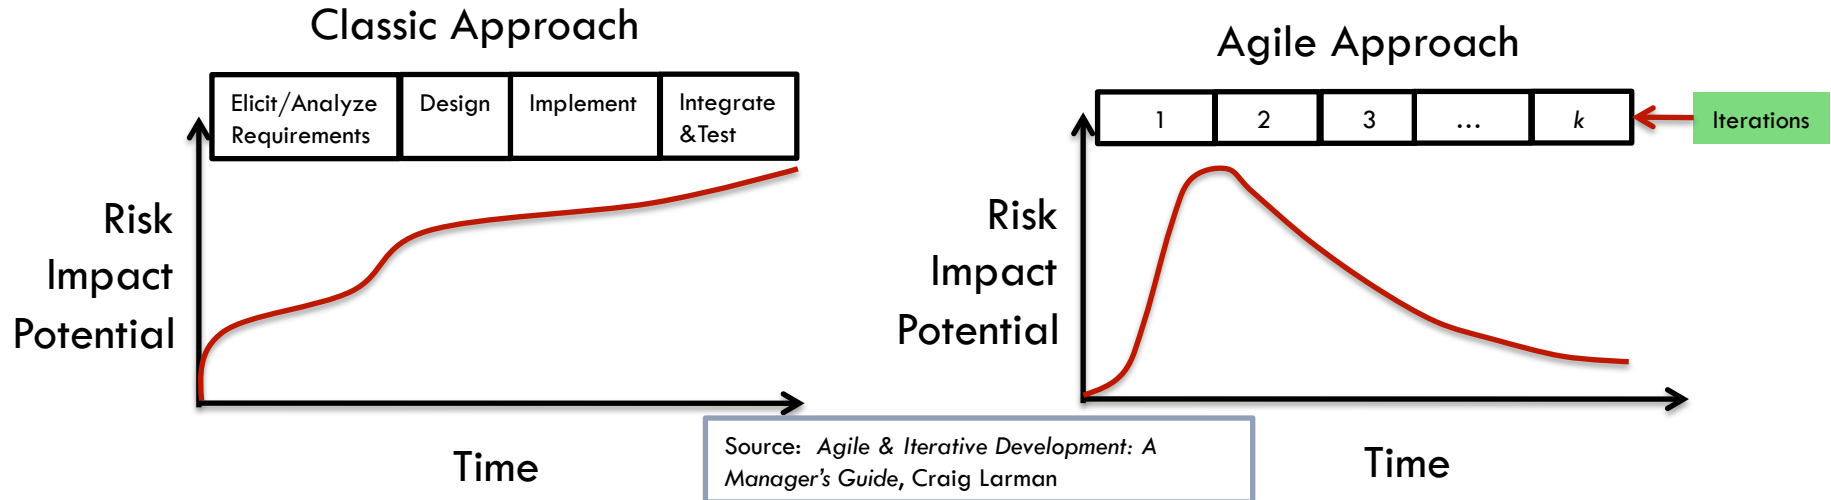 Classic Approach
Elicit/Analyze
Requirements
Design
Implement
Integrate
&Test
Risk
Impact
Potential
Time
Agile Approach
1
2
3
...
k
Iterations
Risk
Impact
Potential
Time
Source:  Agile & Iterative Development: A
Manager's Guide, Craig Larman